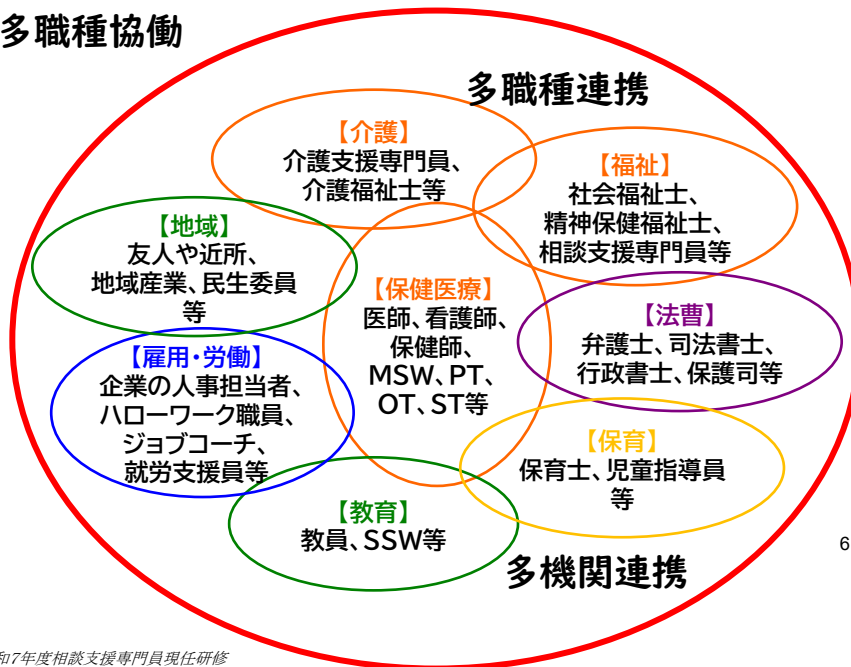 多職種協働
多職種連携
【介護】
介護支援専門員、
介護福祉士等
【福祉】
社会福祉士、
精神保健福祉士、
相談支援専門員等
【地域】
友人や近所、
地域産業、民生委員
等
【保健医療】
医師、看護師、
保健師、
MSW、PT、
OT、ST等
【法曹】
弁護士、司法書士、
行政書士、保護司等
【雇用・労働】
企業の人事担当者、
ハローワーク職員、
ジョブコーチ、
就労支援員等
【保育】
保育士、児童指導員
等
【教育】
教員、SSW等
多機関連携
6
和7年度相談支援専門員現任研修